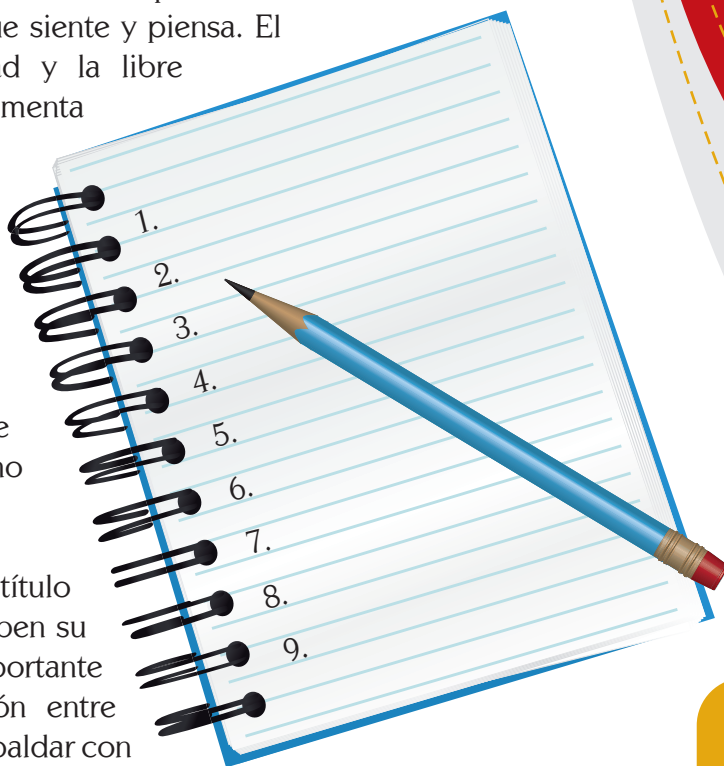 ue siente y piensa. El
d y la libre
menta
1.
2.
3.
4.
5.
6.
7.
8.
9.
e
no
título
ben su
portante
ón entre
paldar con